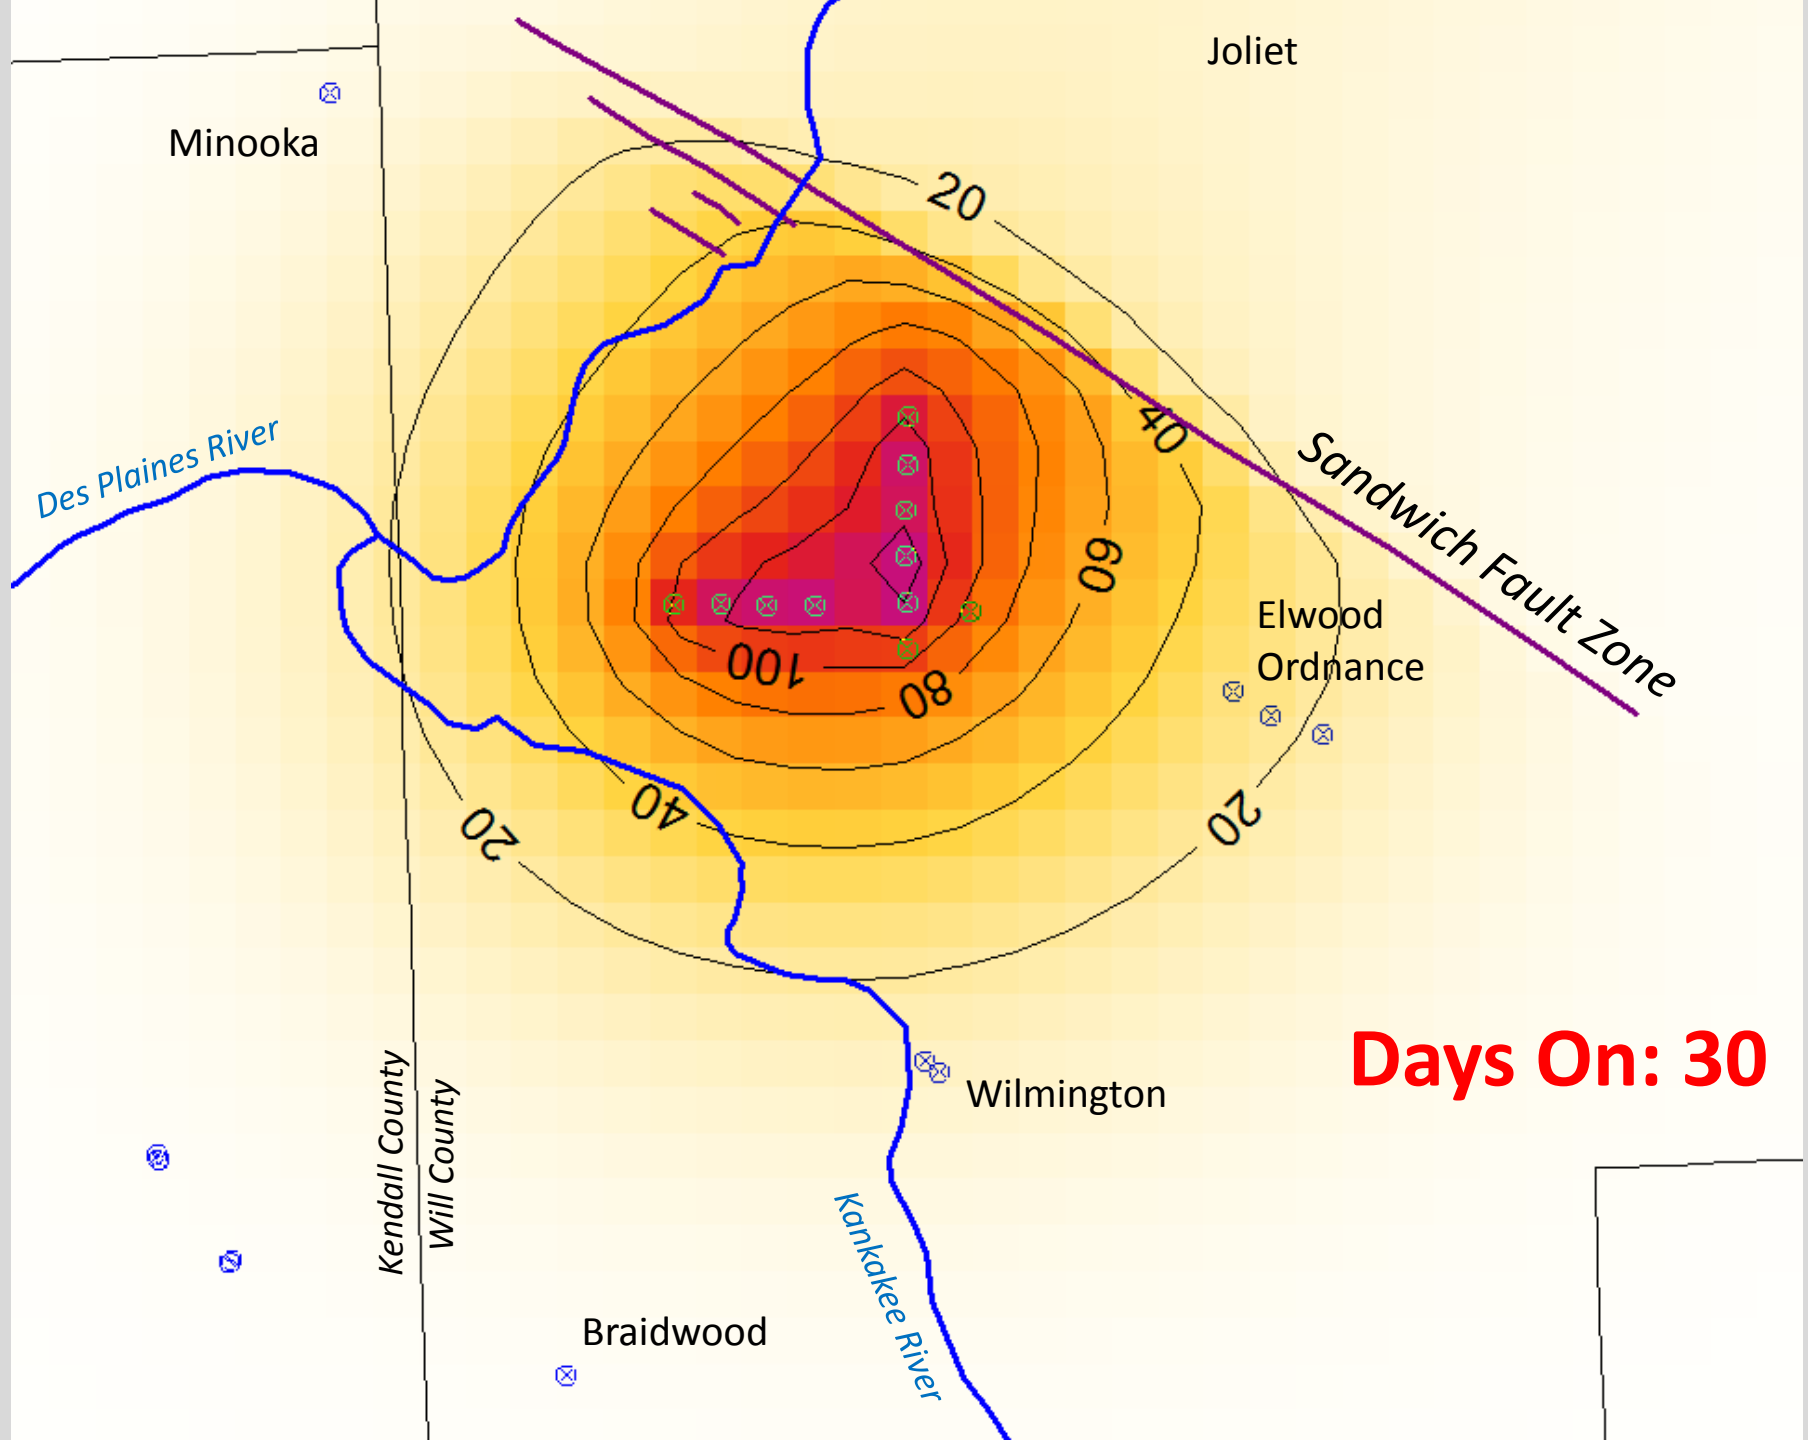 Joliet
Minooka
20
40
Des Plaines River
Sandwich Fault Zone
60
Elwood
Ordnance
100
80
40
20
20
Days On: 30
Wilmington
Kendall County
Will County
Kankakee River
Braidwood